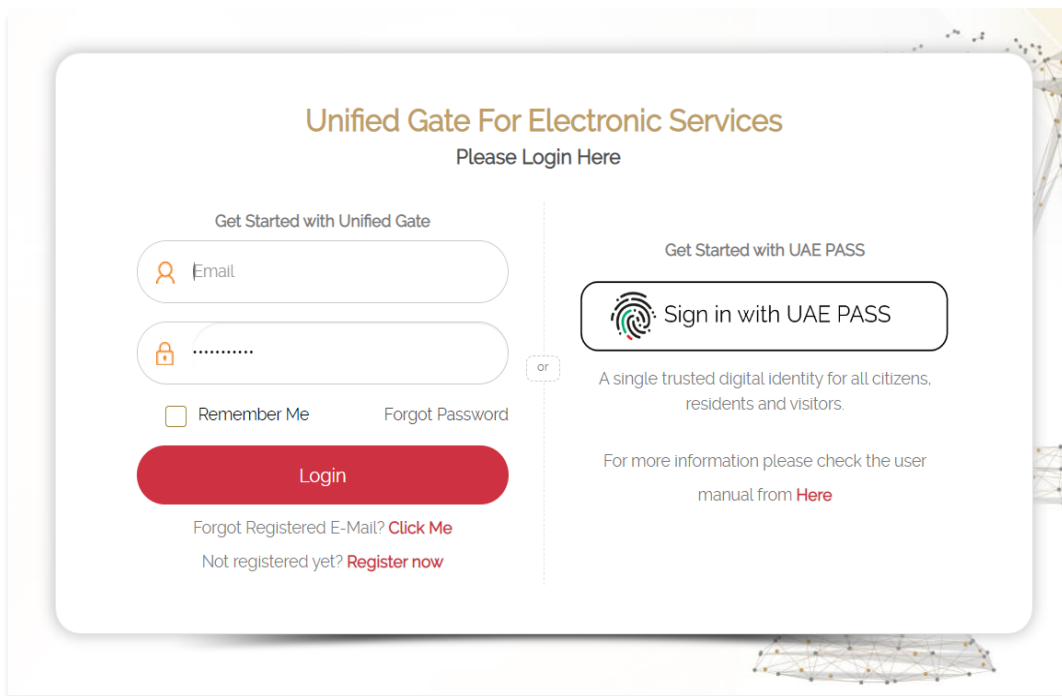 Unified Gate For Electronic Services
Please Login Here
Get Started with Unified Gate
Email
•••••••••••
Remember Me
Forgot Password
Login
Forgot Registered E-Mail? Click Me
Not registered yet? Register now
or
Get Started with UAE PASS
Sign in with UAE PASS
A single trusted digital identity for all citizens,
residents and visitors.
For more information please check the user
manual from Here